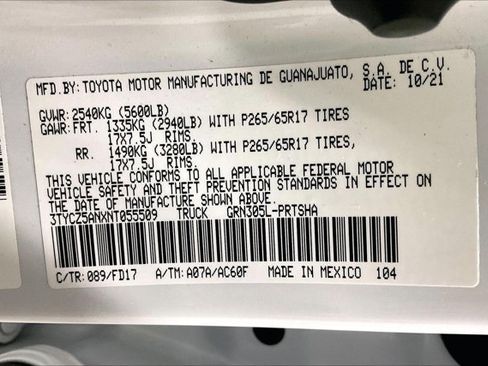 MFD.BY: TOYOTA MOTOR MANUFACTURING DE GUANAJUATO, S.A. DE C.V.
DATE: 10/21
GVWR: 2540KG (5600LB)
GAWR: FRT. 1335KG (2940LB) WITH P265/65R17 TIRES
17X7.5J RIMS.
RR. 1490KG (3280LB) WITH P265/65R17 TIRES,
17X7.5J RIMS.
THIS VEHICLE CONFORMS TO ALL APPLICABLE FEDERAL MOTOR
VEHICLE SAFETY AND THEFT PREVENTION STANDARDS IN EFFECT ON
THE DATE OF MANUFACTURE SHOWN ABOVE.
3TYCZ5ANXNT055509 TRUCK GRN305L-PRTSHA
C/TR: 089/FD17 A/TM: A07A/AC60F MADE IN MEXICO 104